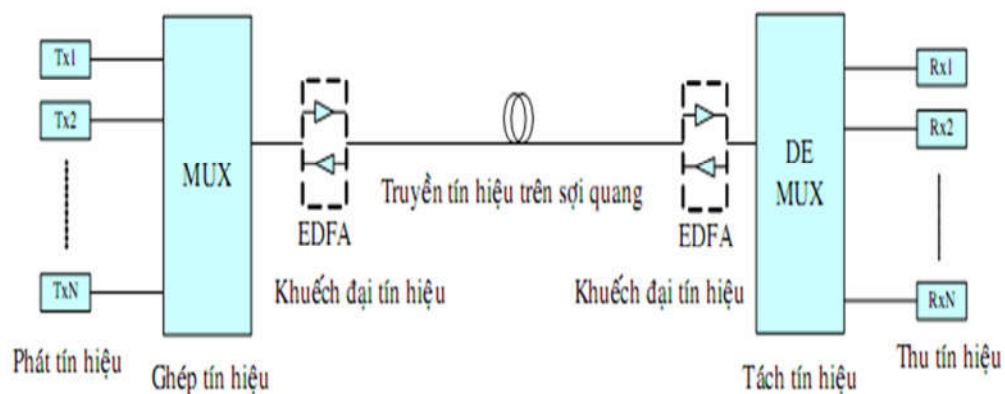 Tx1
Tx2
TxN
Phát tín hiệu
MUX
Ghép tín hiệu
EDFA
Khuếch đại tín hiệu
Truyền tín hiệu trên sợi quang
EDFA
Khuếch đại tín hiệu
DE
MUX
Tách tín hiệu
Rx1
Rx2
RxN
Thu tín hiệu